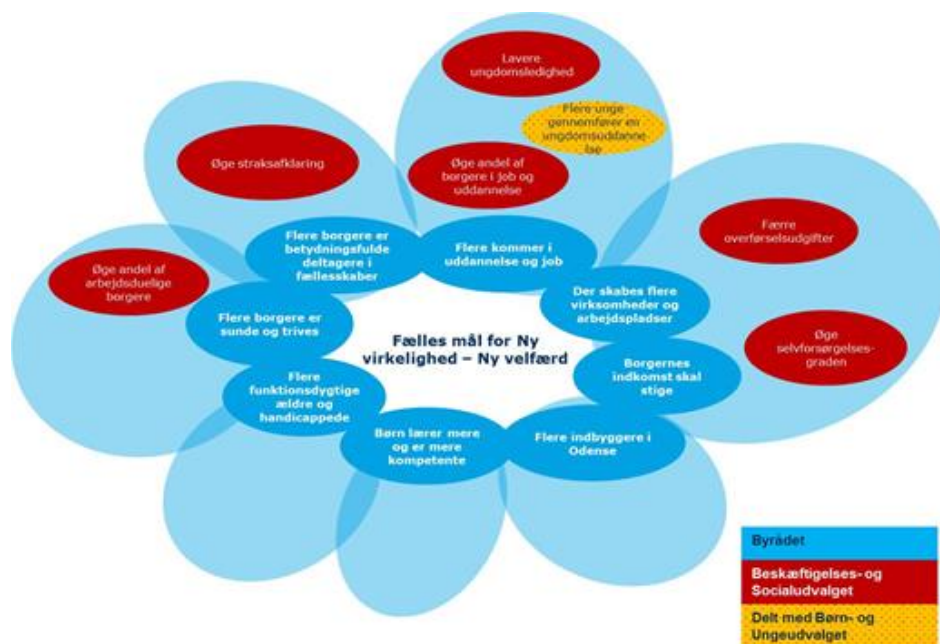 Lavere
ungdomsledighed
Flere unge
gennemfører en
ungdomsuddanne
lse
Øge straksafklaring
Øge andel af
borgere i job og
uddannelse
Færre
overførselsudgifter
Flere borgere er
betydningsfulde
deltagere i
fællesskaber
Flere kommer i
uddannelse og job
Øge andel af
arbejdsduelige
borgere
Der skabes flere
virksomheder og
arbejdspladser
Flere borgere er
sunde og trives
Fælles mål for Ny
virkelighed – Ny velfærd
Øge
selvforsørgelses-
graden
Borgernes
indkomst skal
stige
Flere
funktionsdygtige
ældre og
handicappede
Børn lærer mere
og er mere
kompetente
Flere indbyggere i
Odense
Byrådet
Beskæftigelses- og
Socialudvalget
Delt med Børn- og
Ungeudvalget